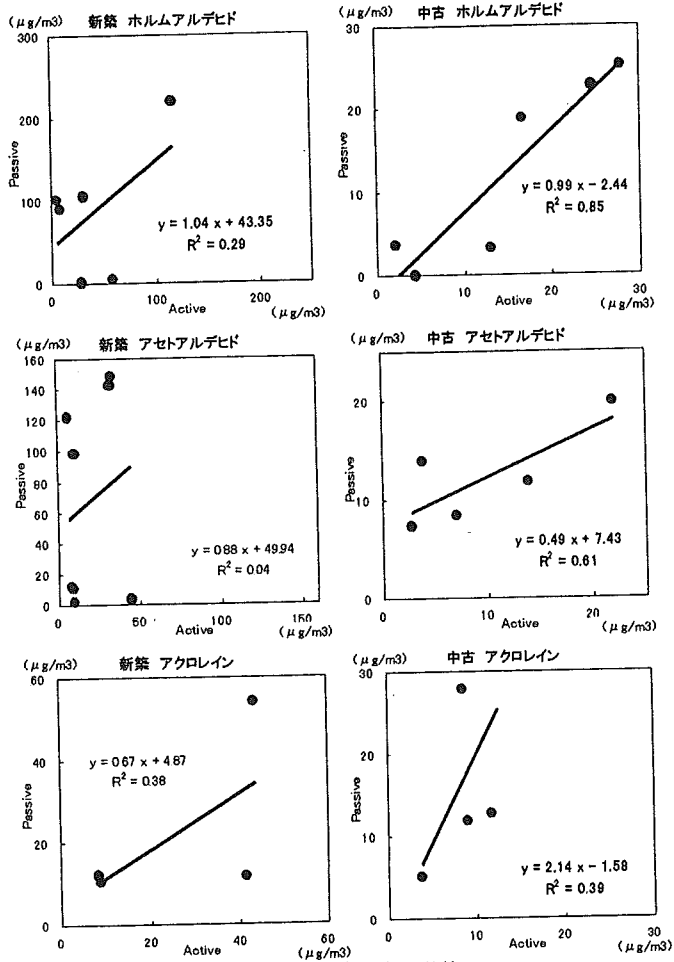 (μg/m3)
新築 ホルムアルデヒド
300
200
100
0
Passive
y = 1.04 x + 43.35
R² = 0.29
0
100
200
Active
(μg/m3)
(μg/m3)
中古 ホルムアルデヒド
30
20
10
0
Passive
y = 0.99 x − 2.44
R² = 0.85
0
10
20
30
Active
(μg/m3)
(μg/m3)
新築 アセトアルデヒド
160
140
120
100
80
60
40
20
0
Passive
y = 0.88 x + 49.94
R² = 0.04
0
50
100
150
Active
(μg/m3)
(μg/m3)
中古 アセトアルデヒド
20
10
0
Passive
y = 0.49 x + 7.43
R² = 0.61
0
10
20
Active
(μg/m3)
(μg/m3)
新築 アクロレイン
60
40
20
0
Passive
y = 0.67 x + 4.87
R² = 0.38
0
20
40
60
Active
(μg/m3)
(μg/m3)
中古 アクロレイン
30
20
10
0
Passive
y = 2.14 x − 1.58
R² = 0.39
0
10
20
30
Active
(μg/m3)